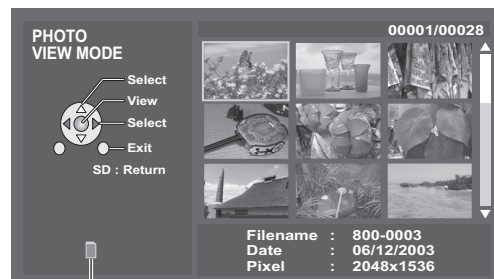 PHOTO
VIEW MODE
Select
View
Select
Exit
SD : Return
00001/00028
Filename : 800-0003
Date : 06/12/2003
Pixel : 2048x1536